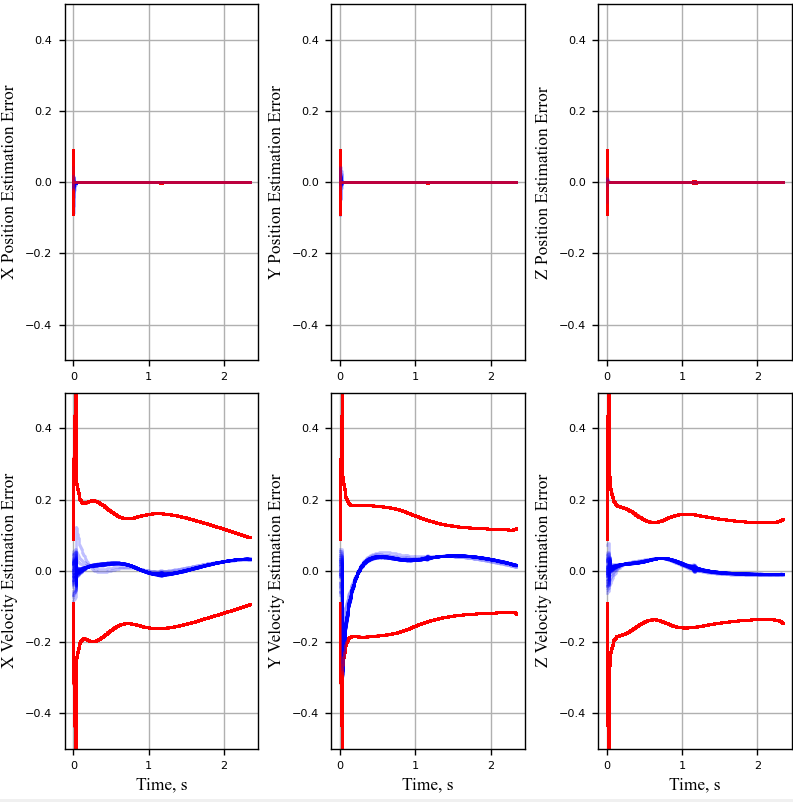 X Position Estimation Error
0.4
0.2
0.0
−0.2
−0.4
0 1 2
Y Position Estimation Error
0.4
0.2
0.0
−0.2
−0.4
0 1 2
Z Position Estimation Error
0.4
0.2
0.0
−0.2
−0.4
0 1 2
X Velocity Estimation Error
0.4
0.2
0.0
−0.2
−0.4
0 1 2
Time, s
Y Velocity Estimation Error
0.4
0.2
0.0
−0.2
−0.4
0 1 2
Time, s
Z Velocity Estimation Error
0.4
0.2
0.0
−0.2
−0.4
0 1 2
Time, s